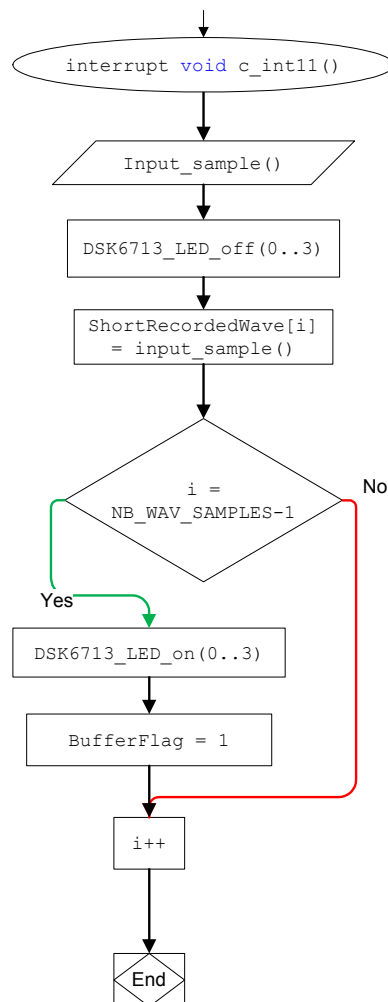 interrupt void c_int11()
Input_sample()
DSK6713_LED_off(0..3)
ShortRecordedWave[i]
= input_sample()
i =
NB_WAV_SAMPLES-1
No
Yes
DSK6713_LED_on(0..3)
BufferFlag = 1
i++
End